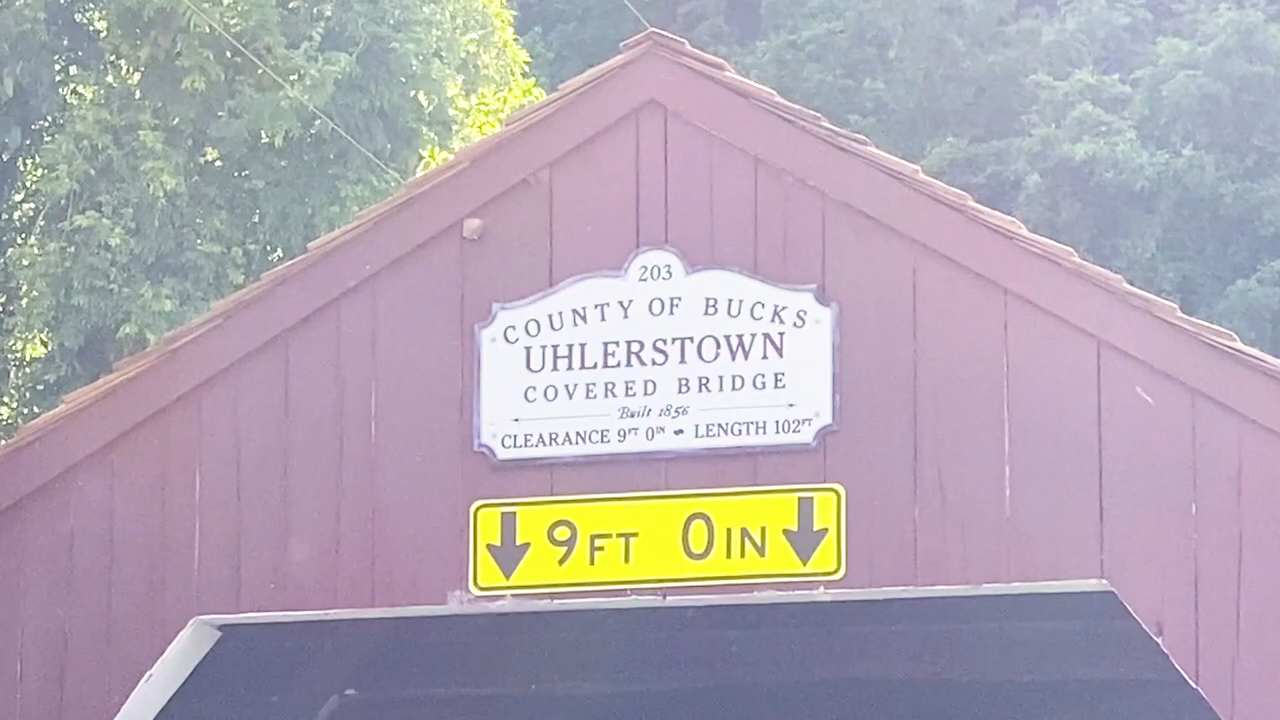 203
COUNTY OF BUCKS
UHLERSTOWN
COVERED BRIDGE
Built 1856
CLEARANCE 9FT 0IN LENGTH 102FT
9FT 0IN